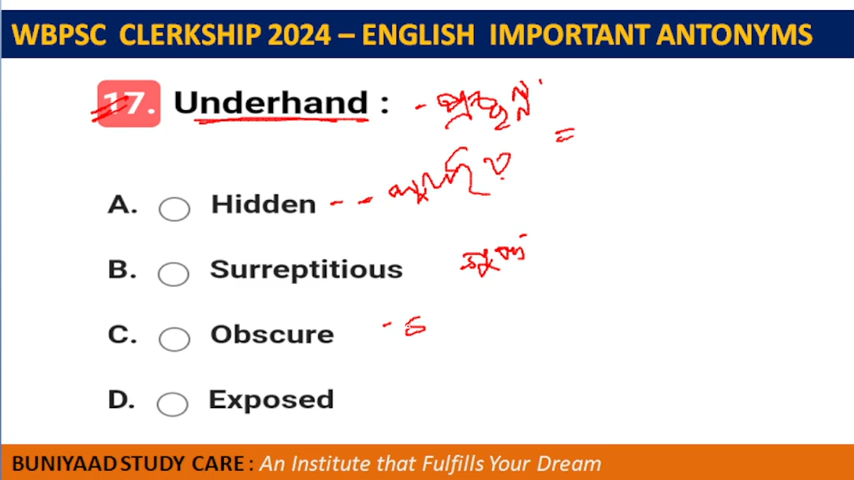 WBPSC CLERKSHIP 2024 – ENGLISH IMPORTANT ANTONYMS
17. Underhand : -
=
A. Hidden - -
B. Surreptitious
C. Obscure -
D. Exposed
BUNIYAAD STUDY CARE : An Institute that Fulfills Your Dream